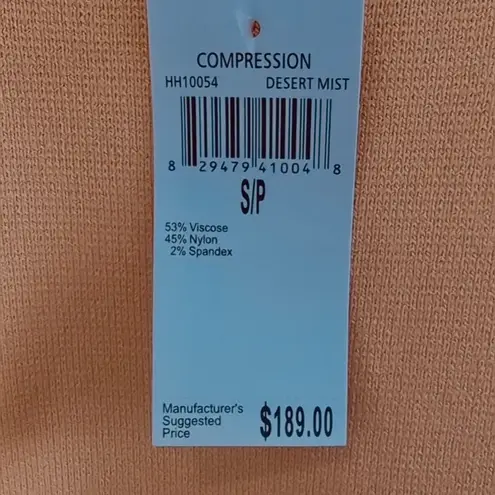 COMPRESSION
HH10054 DESERT MIST
8 29479 41004 8
S/P
53% Viscose
45% Nylon
2% Spandex
Manufacturer's
Suggested
Price
$189.00